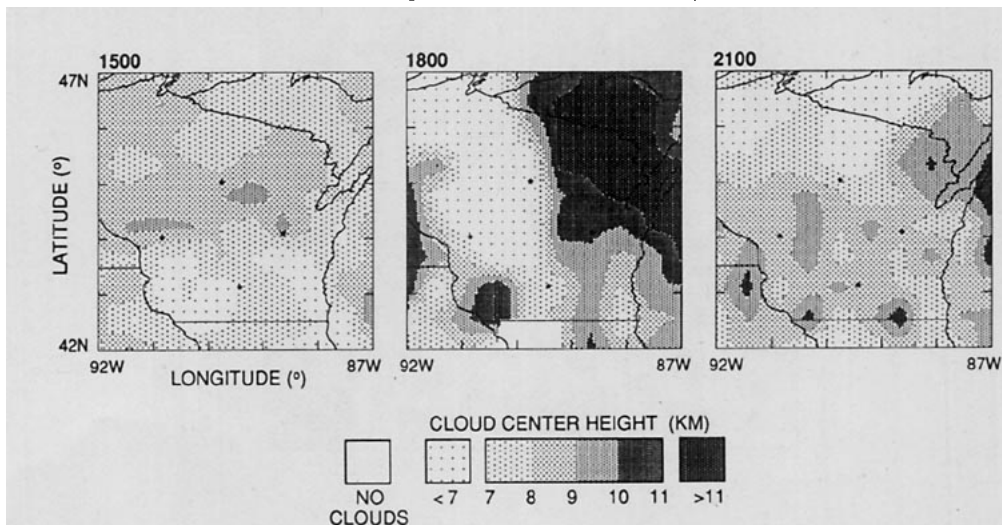 1500
1800
2100
47N
LATITUDE (º)
42N
92W
87W
92W
87W
92W
87W
LONGITUDE (º)
CLOUD CENTER HEIGHT (KM)
NO CLOUDS
<7
7
8
9
10
11
>11